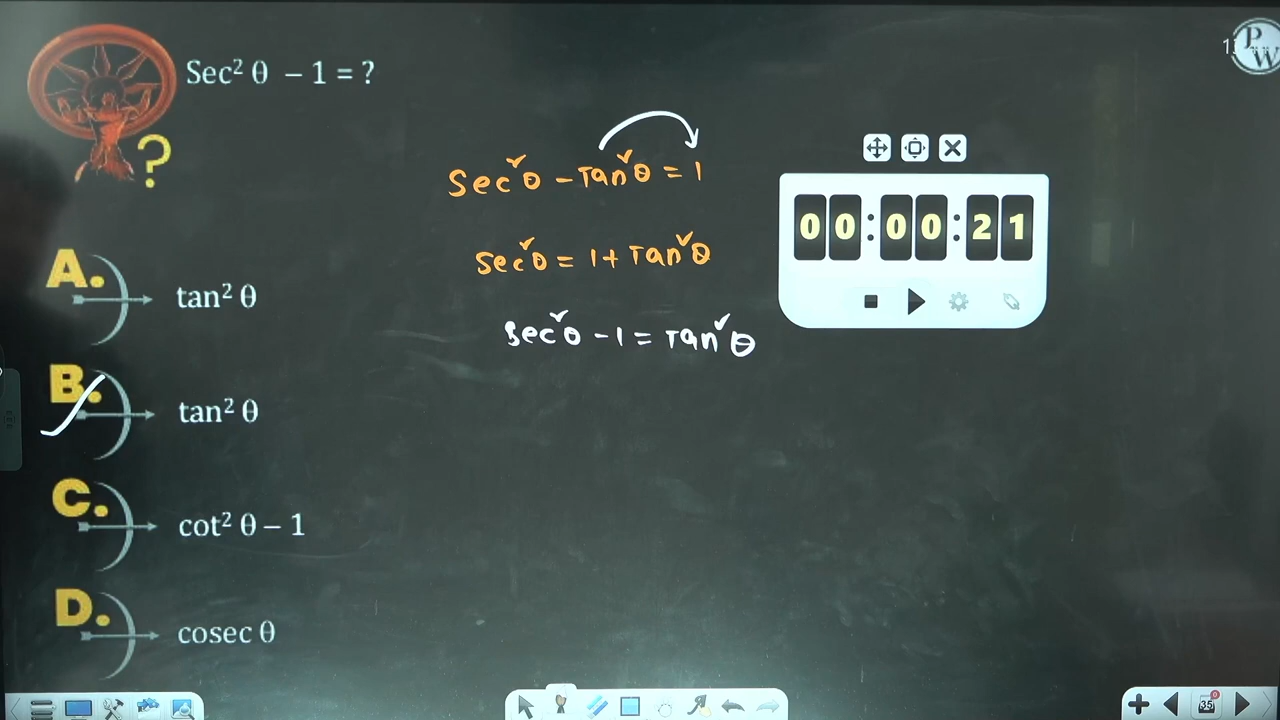 Sec² θ – 1 = ?
P
W
?
Sec²θ – Tan²θ = 1
00:00:21
Sec²θ = 1 + Tan²θ
A.
tan² θ
Sec²θ – 1 = Tan²θ
B.
tan² θ
C.
cot² θ – 1
D.
cosec θ
35